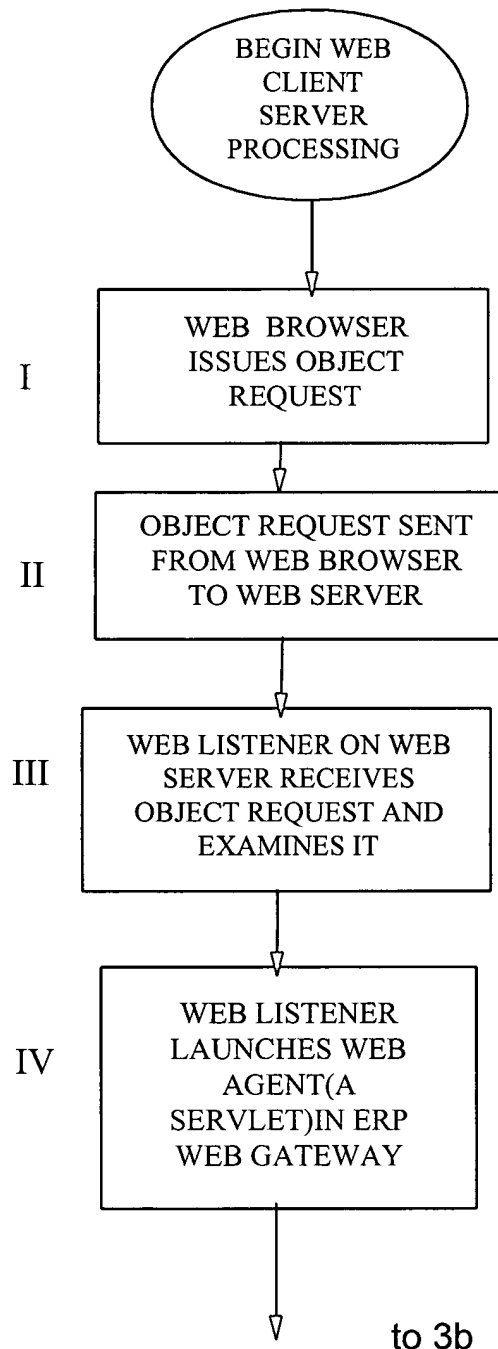 BEGIN WEB
CLIENT
SERVER
PROCESSING
I
WEB BROWSER
ISSUES OBJECT
REQUEST
II
OBJECT REQUEST SENT
FROM WEB BROWSER
TO WEB SERVER
III
WEB LISTENER ON WEB
SERVER RECEIVES
OBJECT REQUEST AND
EXAMINES IT
IV
WEB LISTENER
LAUNCHES WEB
AGENT(A
SERVLET)IN ERP
WEB GATEWAY
to 3b